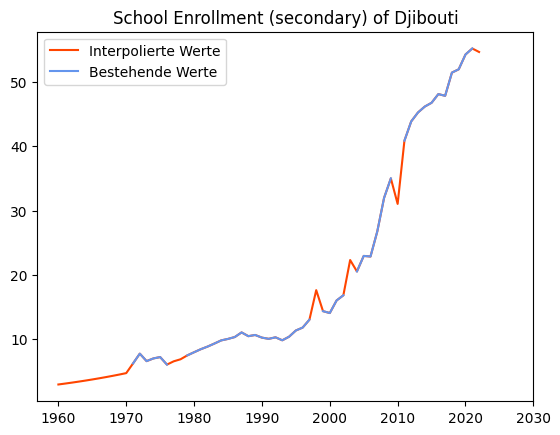 School Enrollment (secondary) of Djibouti
Interpolierte Werte
Bestehende Werte
50
40
30
20
10
1960 1970 1980 1990 2000 2010 2020 2030